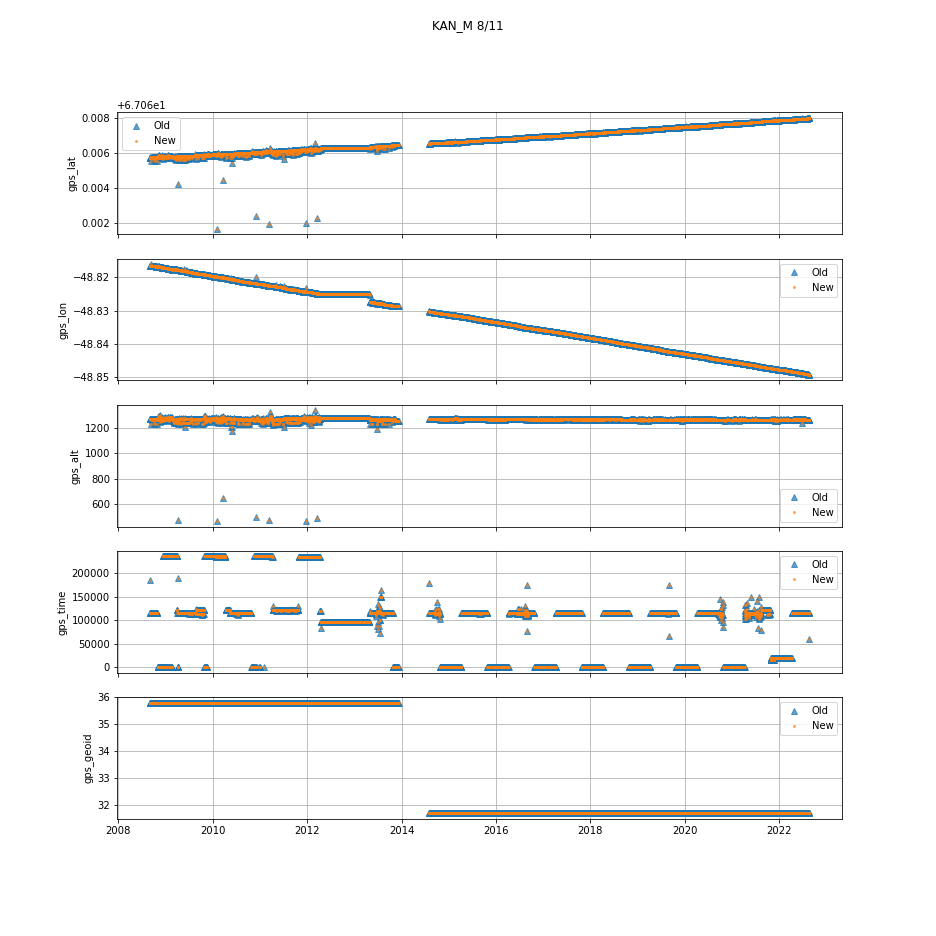 KAN_M 8/11
+6.706e1
0.008
0.006
0.004
0.002
gps_lat
Old
New
−48.82
−48.83
−48.84
−48.85
gps_lon
Old
New
1200
1000
800
600
gps_alt
Old
New
200000
150000
100000
50000
0
gps_time
Old
New
36
35
34
33
32
gps_geoid
Old
New
2008 2010 2012 2014 2016 2018 2020 2022